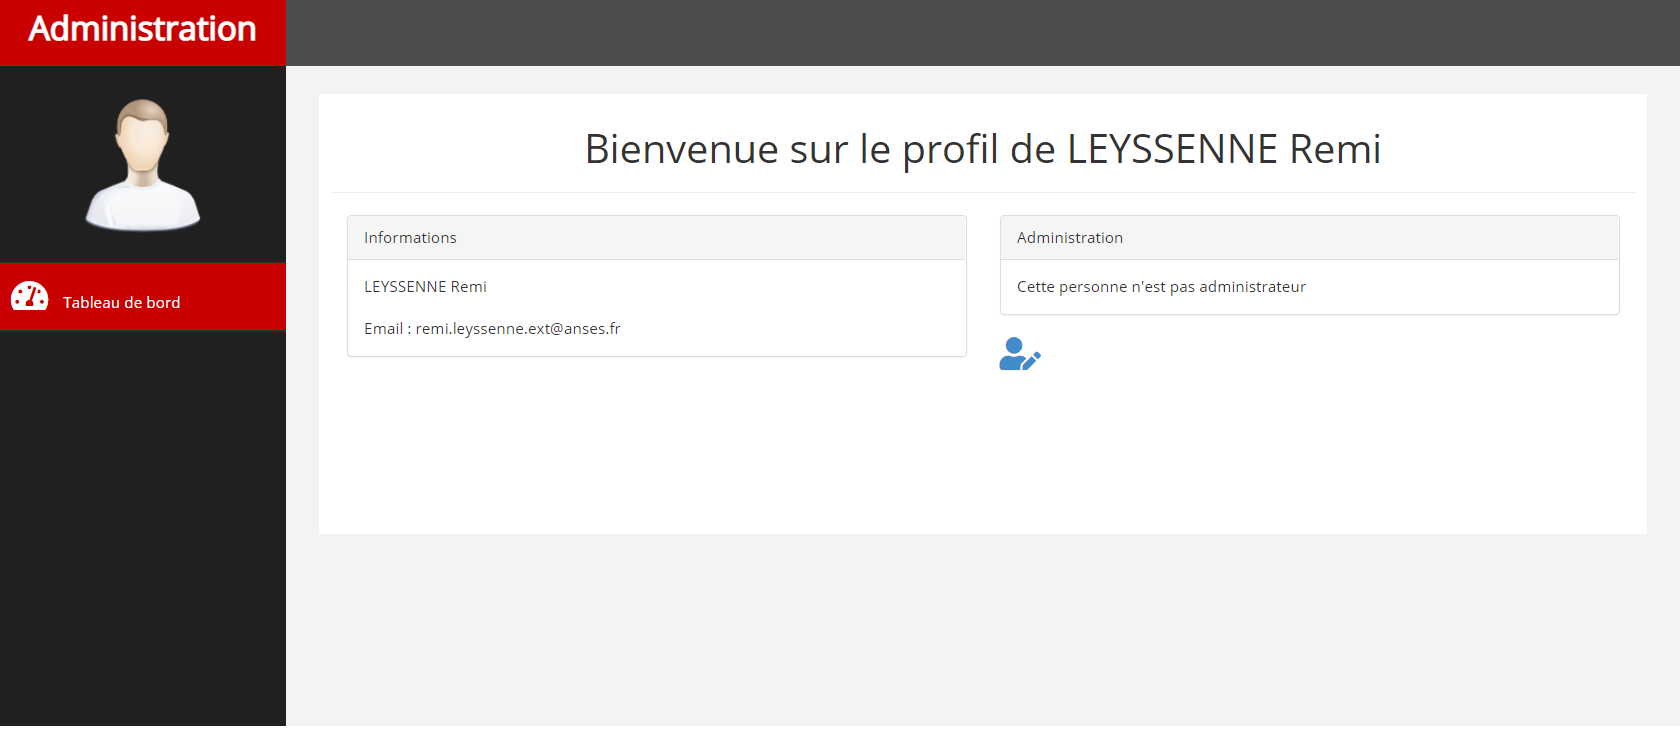 Administration
Bienvenue sur le profil de LEYSSENNE Remi
Tableau de bord
Informations
LEYSSENNE Remi
Email : remi.leyssenne.ext@anses.fr
Administration
Cette personne n'est pas administrateur